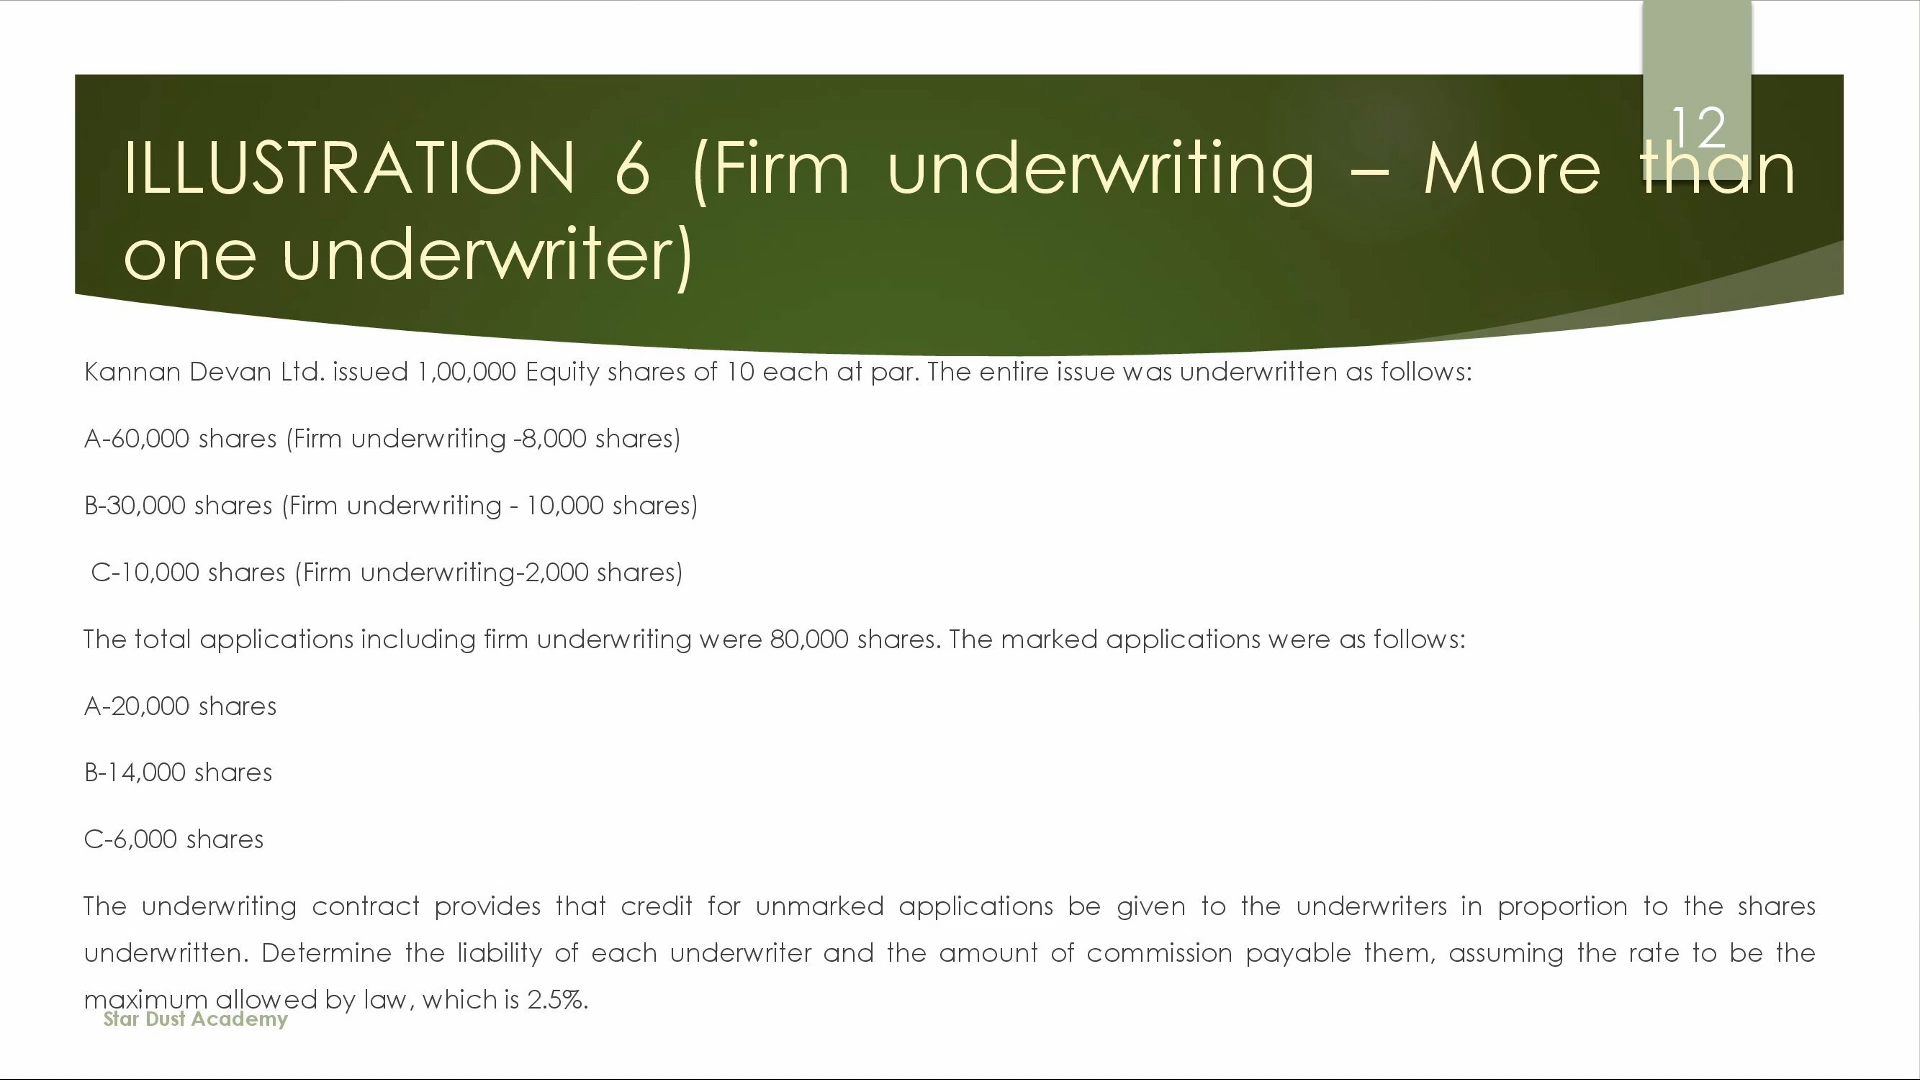 12
ILLUSTRATION 6 (Firm underwriting – More than
one underwriter)
Kannan Devan Ltd. issued 1,00,000 Equity shares of 10 each at par. The entire issue was underwritten as follows:
A-60,000 shares (Firm underwriting -8,000 shares)
B-30,000 shares (Firm underwriting - 10,000 shares)
C-10,000 shares (Firm underwriting-2,000 shares)
The total applications including firm underwriting were 80,000 shares. The marked applications were as follows:
A-20,000 shares
B-14,000 shares
C-6,000 shares
The underwriting contract provides that credit for unmarked applications be given to the underwriters in proportion to the shares
underwritten. Determine the liability of each underwriter and the amount of commission payable them, assuming the rate to be the
maximum allowed by law, which is 2.5%.
Star Dust Academy